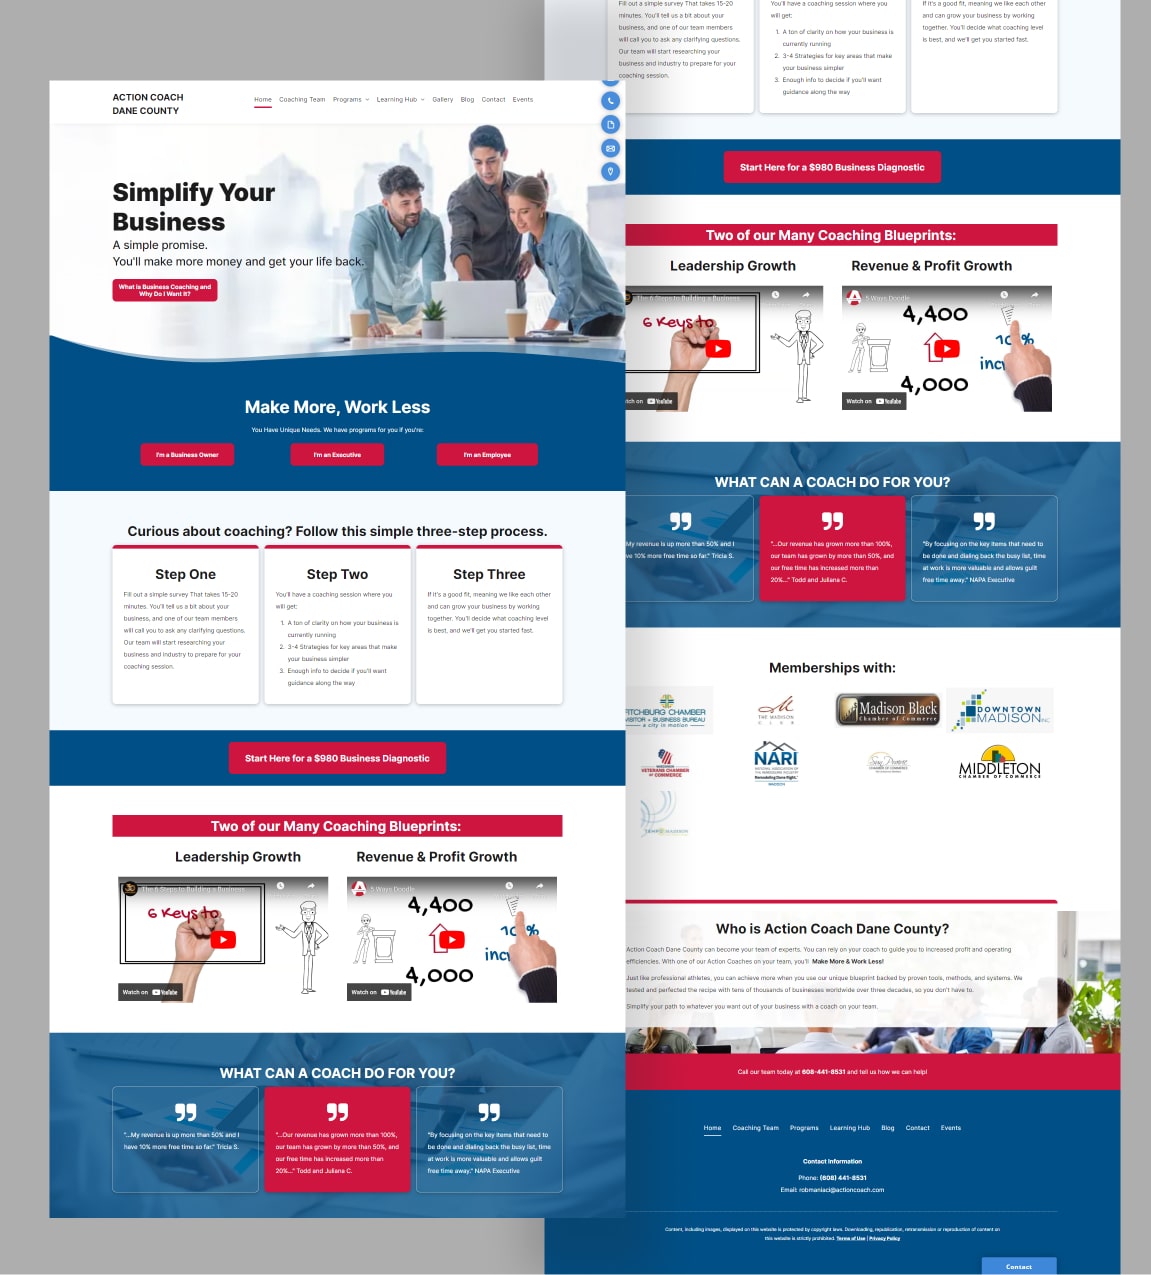 ACTION COACH
DANE COUNTY
Home Coaching Team Programs Learning Hub Gallery Blog Contact Events
Simplify Your
Business
A simple promise.
You'll make more money and get your life back.
What is Business Coaching and
Why Do I Want It?
Make More, Work Less
You Have Unique Needs. We have programs for you if you're:
I'm a Business Owner
I'm an Executive
I'm an Employee
Curious about coaching? Follow this simple three-step process.
Step One
Fill out a simple survey That takes 15-20
minutes. You'll tell us a bit about your
business, and one of our team members
will call you to ask any clarifying questions.
Our team will start researching your
business and industry to prepare for your
coaching session.
Step Two
You'll have a coaching session where you
will get:
1. A ton of clarity on how your business is
currently running
2. 3-4 Strategies for key areas that make
your business simpler
3. Enough info to decide if you'll want
guidance along the way
Step Three
If it's a good fit, meaning we like each other
and can grow your business by working
together. You'll decide what coaching level
is best, and we'll get you started fast.
Start Here for a $980 Business Diagnostic
Two of our Many Coaching Blueprints:
Leadership Growth
The 6 Steps to Building a Business
6 Keys to
Watch on YouTube
Revenue & Profit Growth
5 Ways Doodle
4,400
10%
incr
4,000
Watch on YouTube
WHAT CAN A COACH DO FOR YOU?
"...My revenue is up more than 50% and I
have 10% more free time so far." Tricia S.
"...Our revenue has grown more than 100%,
our team has grown by more than 50%, and
our free time has increased more than
20%..." Todd and Juliana C.
"By focusing on the key items that need to
be done and dialing back the busy list, time
at work is more valuable and allows guilt
free time away." NAPA Executive
Fill out a simple survey That takes 15-20
minutes. You'll tell us a bit about your
business, and one of our team members
will call you to ask any clarifying questions.
Our team will start researching your
business and industry to prepare for your
coaching session.
You'll have a coaching session where you
will get:
1. A ton of clarity on how your business is
currently running
2. 3-4 Strategies for key areas that make
your business simpler
3. Enough info to decide if you'll want
guidance along the way
If it's a good fit, meaning we like each other
and can grow your business by working
together. You'll decide what coaching level
is best, and we'll get you started fast.
Start Here for a $980 Business Diagnostic
Two of our Many Coaching Blueprints:
Leadership Growth
The 6 Steps to Building a Business
6 Keys to
tch on YouTube
Revenue & Profit Growth
5 Ways Doodle
4,400
10%
incr
4,000
Watch on YouTube
WHAT CAN A COACH DO FOR YOU?
My revenue is up more than 50% and I
ve 10% more free time so far." Tricia S.
"...Our revenue has grown more than 100%,
our team has grown by more than 50%, and
our free time has increased more than
20%..." Todd and Juliana C.
"By focusing on the key items that need to
be done and dialing back the busy list, time
at work is more valuable and allows guilt
free time away." NAPA Executive
Memberships with:
ITCHBURG CHAMBER
VISITOR + BUSINESS BUREAU
a city in motion
THE MADISON
CLUB
Madison Black
Chamber of Commerce
DOWNTOWN
MADISON INC
VETERANS CHAMBER
OF COMMERCE
NARI
NATIONAL ASSOCIATION OF
THE REMODELING INDUSTRY
Remodeling Done Right.
MADISON
Sun Prairie
CHAMBER OF COMMERCE
MIDDLETON
CHAMBER OF COMMERCE
TEMPO MADISON
Who is Action Coach Dane County?
Action Coach Dane County can become your team of experts. You can rely on your coach to guide you to increased profit and operating
efficiencies. With one of our Action Coaches on your team, you'll Make More & Work Less!
Just like professional athletes, you can achieve more when you use our unique blueprint backed by proven tools, methods, and systems. We
tested and perfected the recipe with tens of thousands of businesses worldwide over three decades, so you don't have to.
Simplify your path to whatever you want out of your business with a coach on your team.
Call our team today at 608-441-8531 and tell us how we can help!
Home Coaching Team Programs Learning Hub Blog Contact Events
Contact Information
Phone: (608) 441-8531
Email: robmaniaci@actioncoach.com
Content, including images, displayed on this website is protected by copyright laws. Downloading, republication, retransmission or reproduction of content on
this website is strictly prohibited. Terms of Use | Privacy Policy
Contact